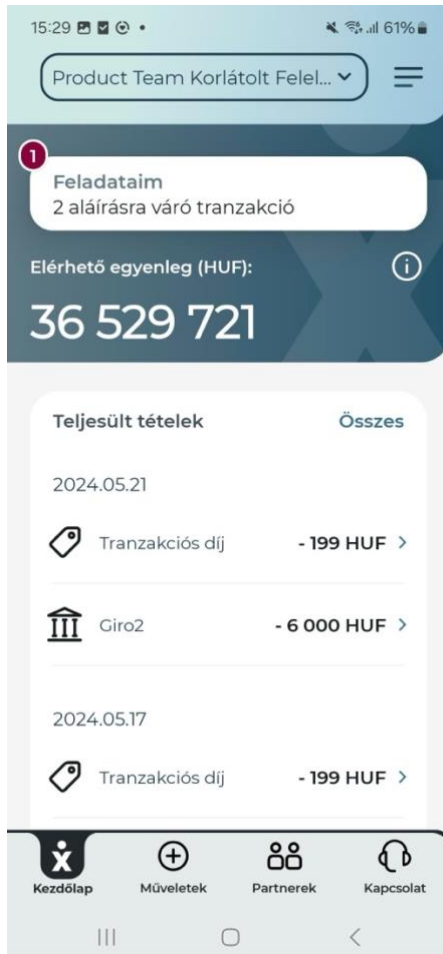 15:29 61%
Product Team Korlátolt Felel...
1
Feladataim
2 aláírásra váró tranzakció
Elérhető egyenleg (HUF):
36 529 721
Teljesült tételek Összes
2024.05.21
Tranzakciós díj - 199 HUF
Giro2 - 6 000 HUF
2024.05.17
Tranzakciós díj - 199 HUF
Kezdőlap Műveletek Partnerek Kapcsolat